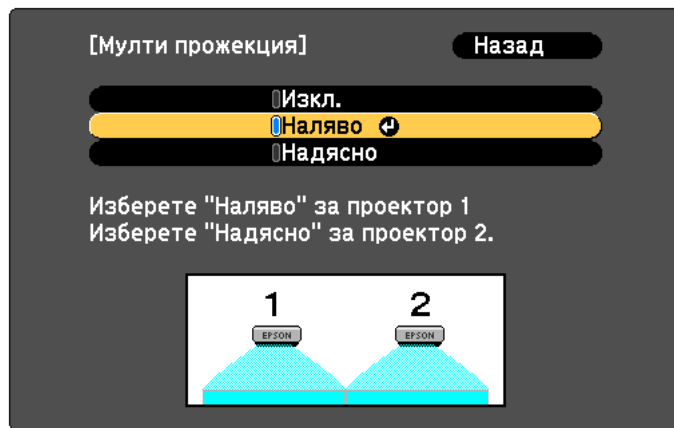 [Мулти прожекция] Назад
Изкл.
Наляво
Надясно
Изберете "Наляво" за проектор 1
Изберете "Надясно" за проектор 2.
1 2
EPSON EPSON